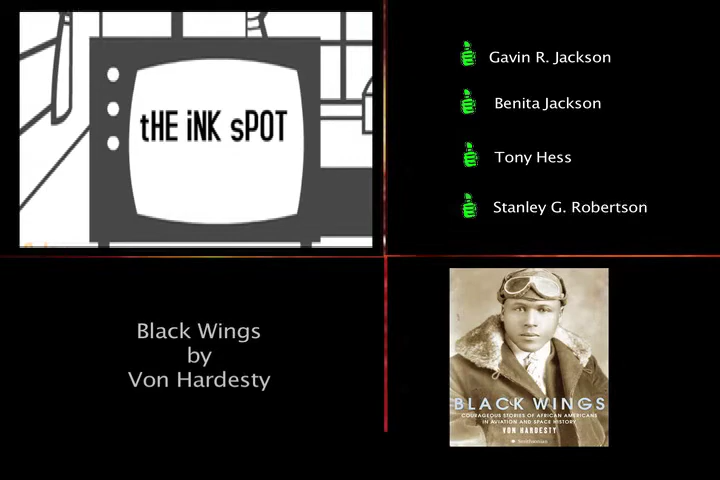 tHE iNK sPOT
Gavin R. Jackson
Benita Jackson
Tony Hess
Stanley G. Robertson
Black Wings
by
Von Hardesty
BLACK WINGS
COURAGEOUS STORIES OF AFRICAN AMERICANS
IN AVIATION AND SPACE HISTORY
VON HARDESTY
Smithsonian